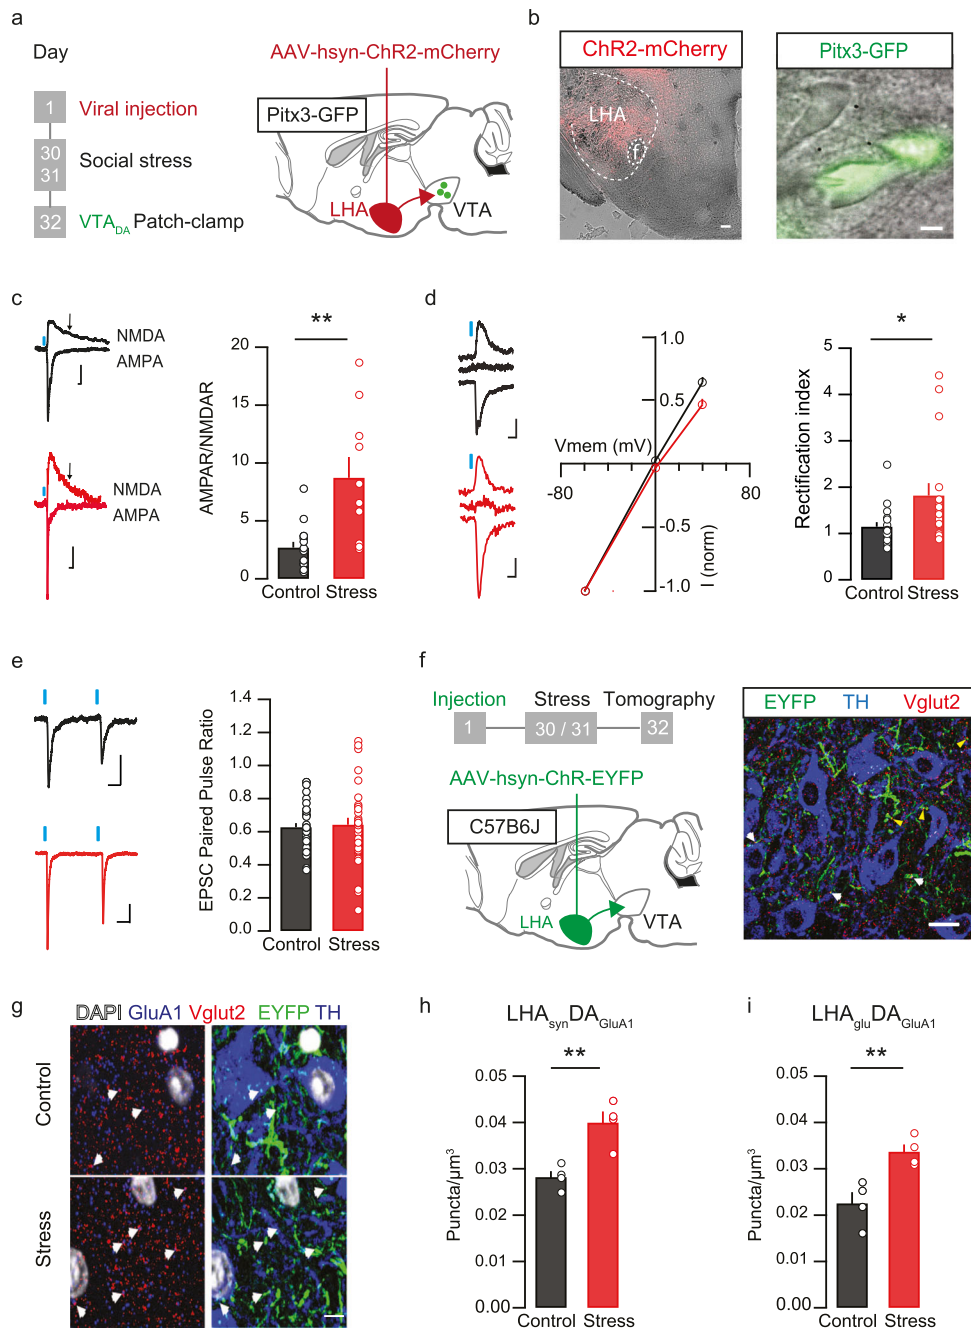 a
Day
1
Viral injection
30
31
Social stress
32
VTADA Patch-clamp
AAV-hsyn-ChR2-mCherry
Pitx3-GFP
LHA
VTA
b
ChR2-mCherry
LHA
f
Pitx3-GFP
c
NMDA
AMPA
NMDA
AMPA
**
AMPAR/NMDAR
20
15
10
5
0
Control
Stress
d
1.0
0.5
Vmem (mV)
-80
80
-0.5
-1.0
I (norm)
*
Rectification index
5
4
3
2
1
0
Control
Stress
e
EPSC Paired Pulse Ratio
1.4
1.2
1.0
0.8
0.6
0.4
0.2
0.0
Control
Stress
f
Injection
Stress
Tomography
1
30 / 31
32
AAV-hsyn-ChR-EYFP
C57B6J
LHA
VTA
EYFP TH Vglut2
g
DAPI GluA1 Vglut2 EYFP TH
Control
Stress
h
LHAsynDAGluA1
**
Puncta/µm³
0.05
0.04
0.03
0.02
0.01
0.00
Control
Stress
i
LHAgluDAGluA1
**
Puncta/µm³
0.05
0.04
0.03
0.02
0.01
0.00
Control
Stress